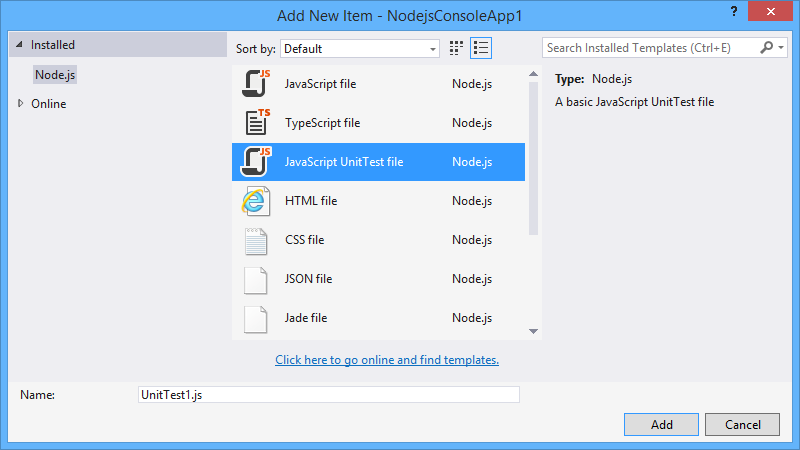 Add New Item - NodejsConsoleApp1
?
Installed
Sort by: Default
Search Installed Templates (Ctrl+E)
Node.js
Online
JS JavaScript file Node.js
TS TypeScript file Node.js
JS JavaScript UnitTest file Node.js
HTML file Node.js
CSS file Node.js
JSON file Node.js
Jade file Node.js
Type: Node.js
A basic JavaScript UnitTest file
Click here to go online and find templates.
Name: UnitTest1.js
Add Cancel